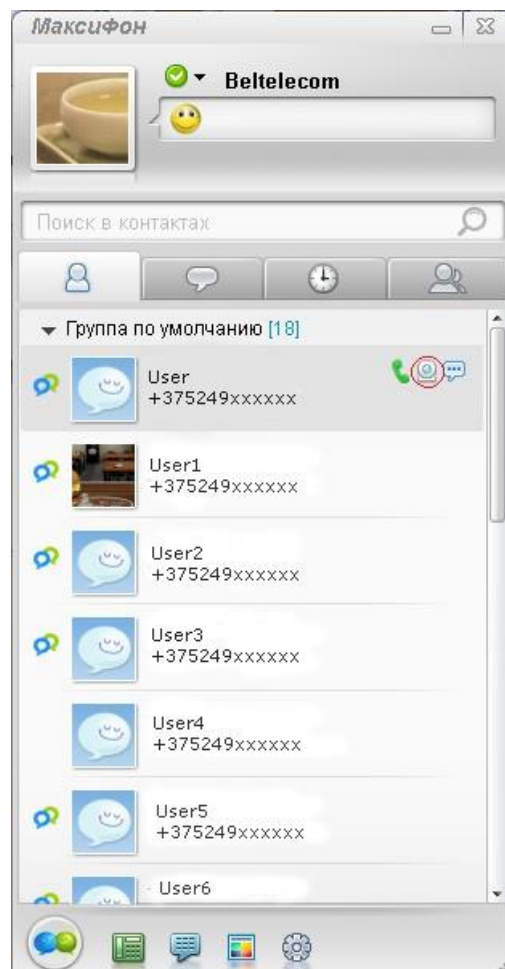 МаксиФон
Beltelecom
Поиск в контактах
Группа по умолчанию [18]
User
+375249xxxxxx
User1
+375249xxxxxx
User2
+375249xxxxxx
User3
+375249xxxxxx
User4
+375249xxxxxx
User5
+375249xxxxxx
User6